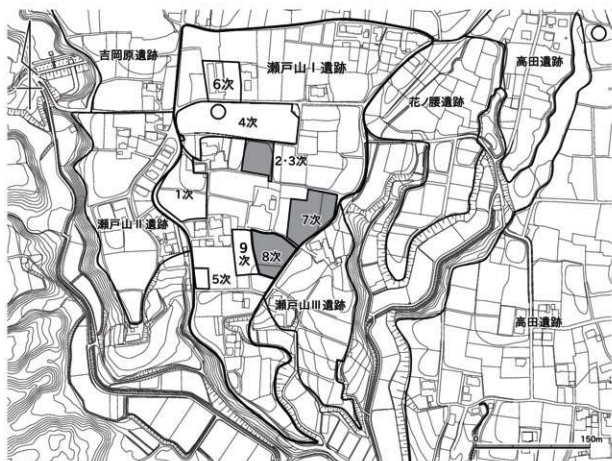 吉岡原遺跡
瀬戸山Ⅰ遺跡
高田遺跡
花ノ腰遺跡
6次
4次
2・3次
1次
瀬戸山Ⅱ遺跡
7次
9次
8次
5次
瀬戸山Ⅲ遺跡
高田遺跡
0
150m